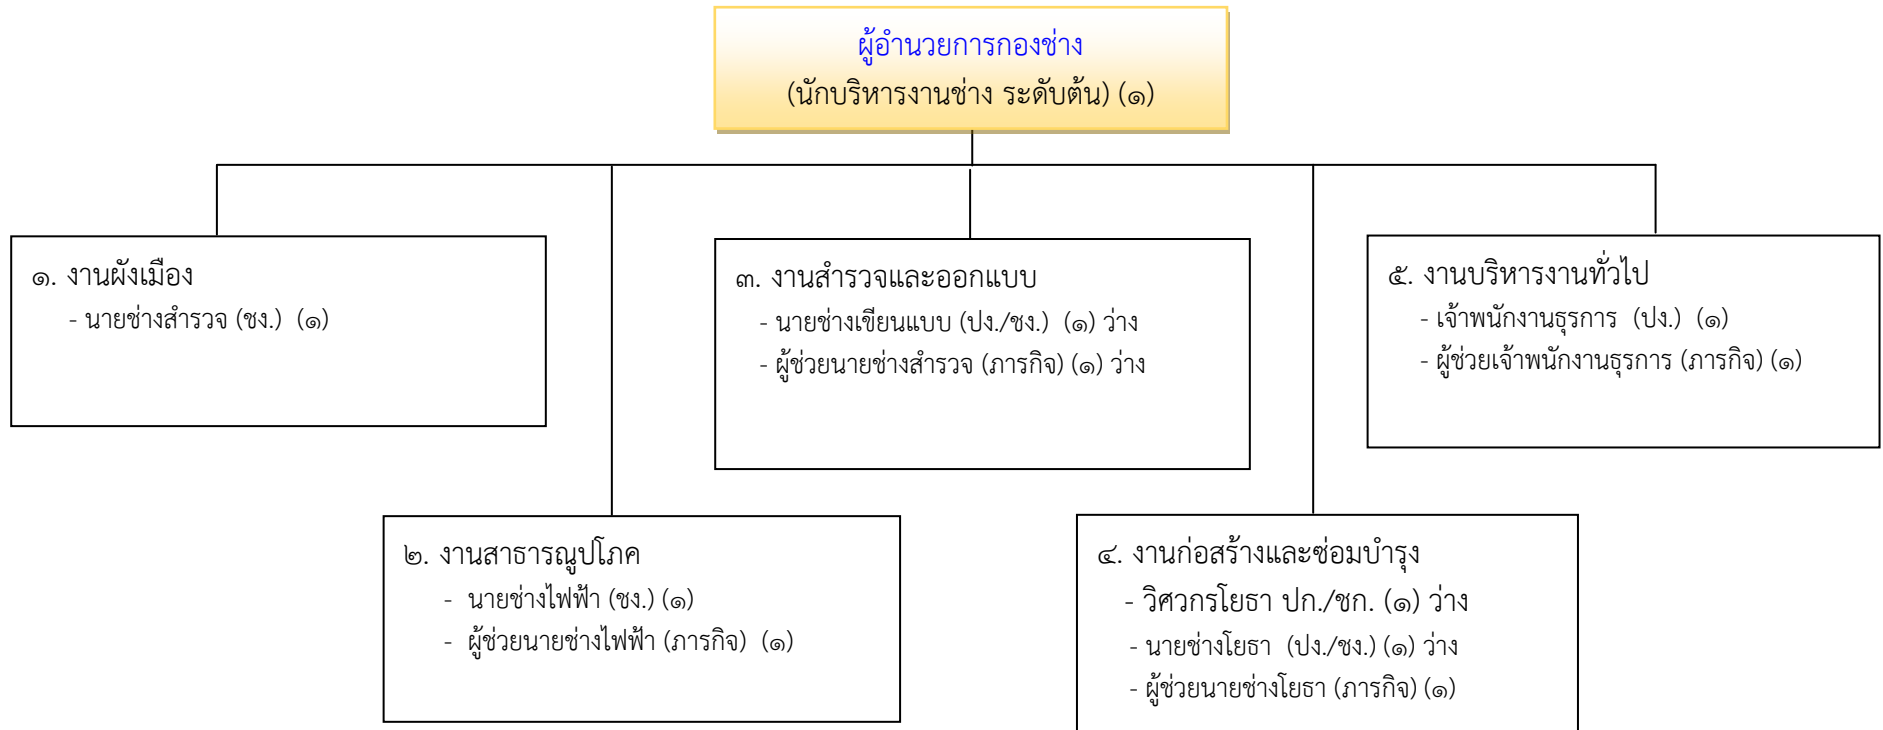 ผู้อำนวยการกองช่าง
(นักบริหารงานช่าง ระดับต้น) (๑)
๑. งานผังเมือง
- นายช่างสำรวจ (ชง.) (๑)
๒. งานสาธารณูปโภค
- นายช่างไฟฟ้า (ชง.) (๑)
- ผู้ช่วยนายช่างไฟฟ้า (ภารกิจ) (๑)
๓. งานสำรวจและออกแบบ
- นายช่างเขียนแบบ (ปง./ชง.) (๑) ว่าง
- ผู้ช่วยนายช่างสำรวจ (ภารกิจ) (๑) ว่าง
๔. งานก่อสร้างและซ่อมบำรุง
- วิศวกรโยธา ปก./ชก. (๑) ว่าง
- นายช่างโยธา (ปง./ชง.) (๑) ว่าง
- ผู้ช่วยนายช่างโยธา (ภารกิจ) (๑)
๕. งานบริหารงานทั่วไป
- เจ้าพนักงานธุรการ (ปง.) (๑)
- ผู้ช่วยเจ้าพนักงานธุรการ (ภารกิจ) (๑)